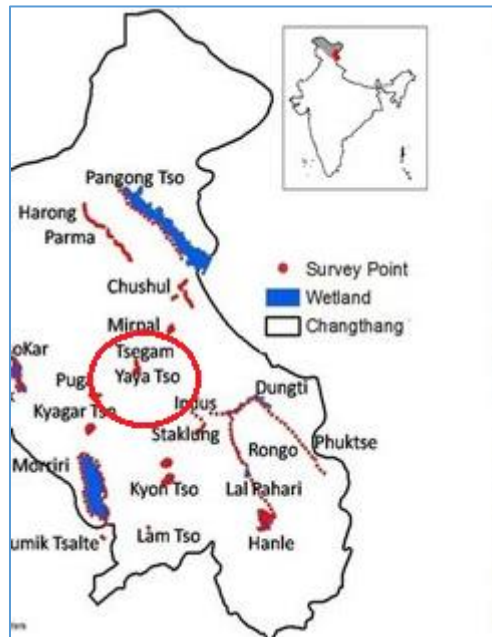 Pangong Tso
Harong
Parma
Chushul
Survey Point
Wetland
Changthang
Mirpal
Tsegam
Yaya Tso
oKar
Puga
Dungti
Indus
Kyagar Tso
Staklung
Phuktse
Rongo
Morriri
Kyon Tso
Lal Pahari
umik Tsalte
Lam Tso
Hanle